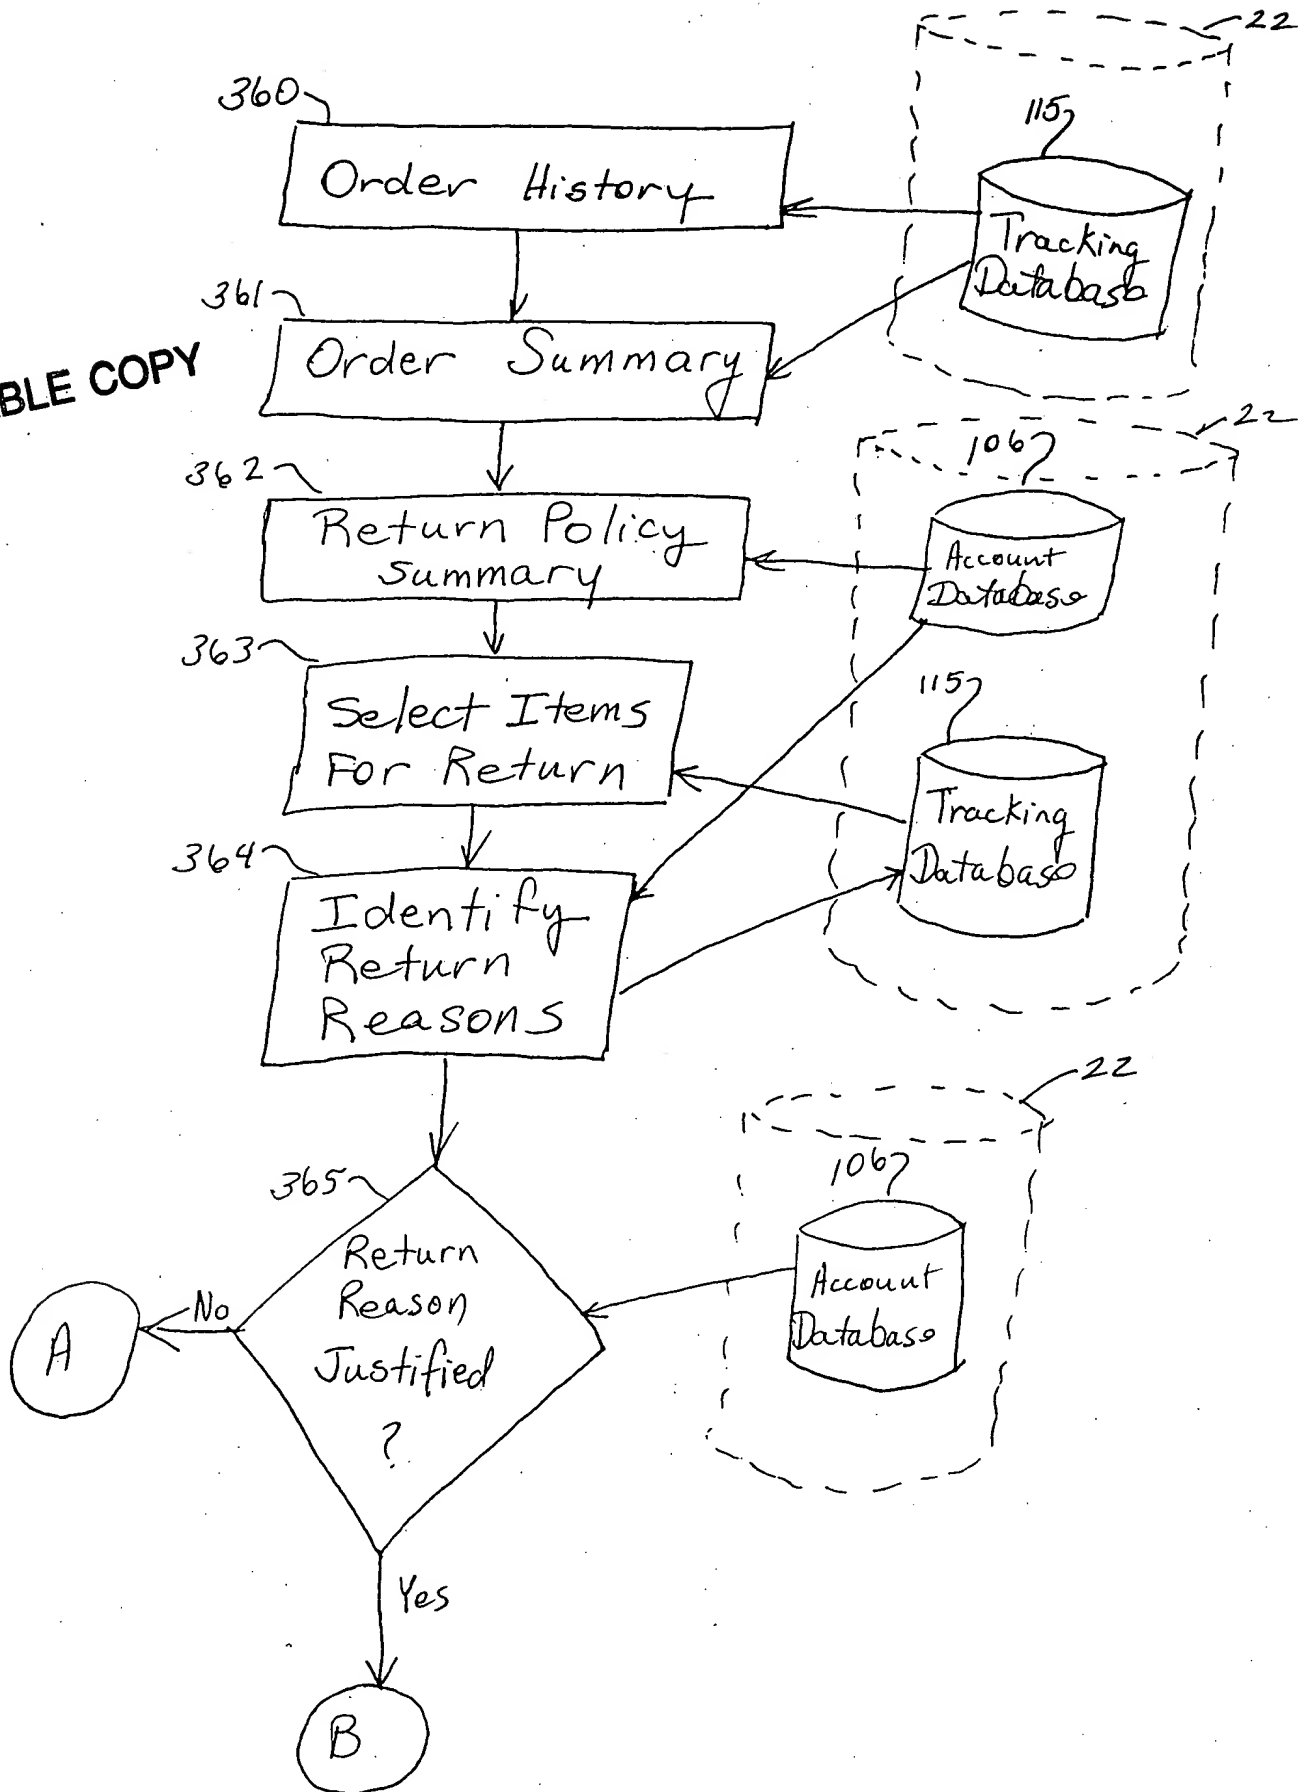 22
360
115
Order History
Tracking
Database
361
Order Summary
BLE COPY
22
362
106
Return Policy
Summary
Account
Database
363
115
Select Items
For Return
Tracking
Database
364
Identify
Return
Reasons
22
365
106
Return
Reason
Justified
?
Account
Database
No
A
Yes
B